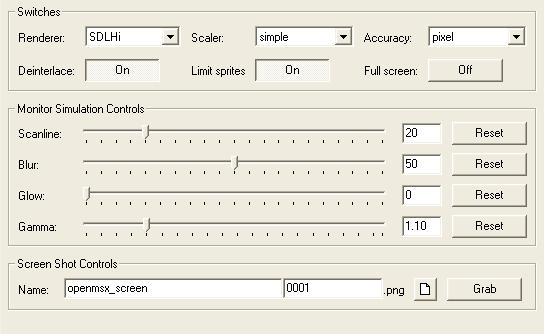 Switches
Renderer: SDLHi Scaler: simple Accuracy: pixel
Deinterlace: On Limit sprites On Full screen: Off
Monitor Simulation Controls
Scanline: 20 Reset
Blur: 50 Reset
Glow: 0 Reset
Gamma: 1.10 Reset
Screen Shot Controls
Name: openmsx_screen 0001 .png Grab